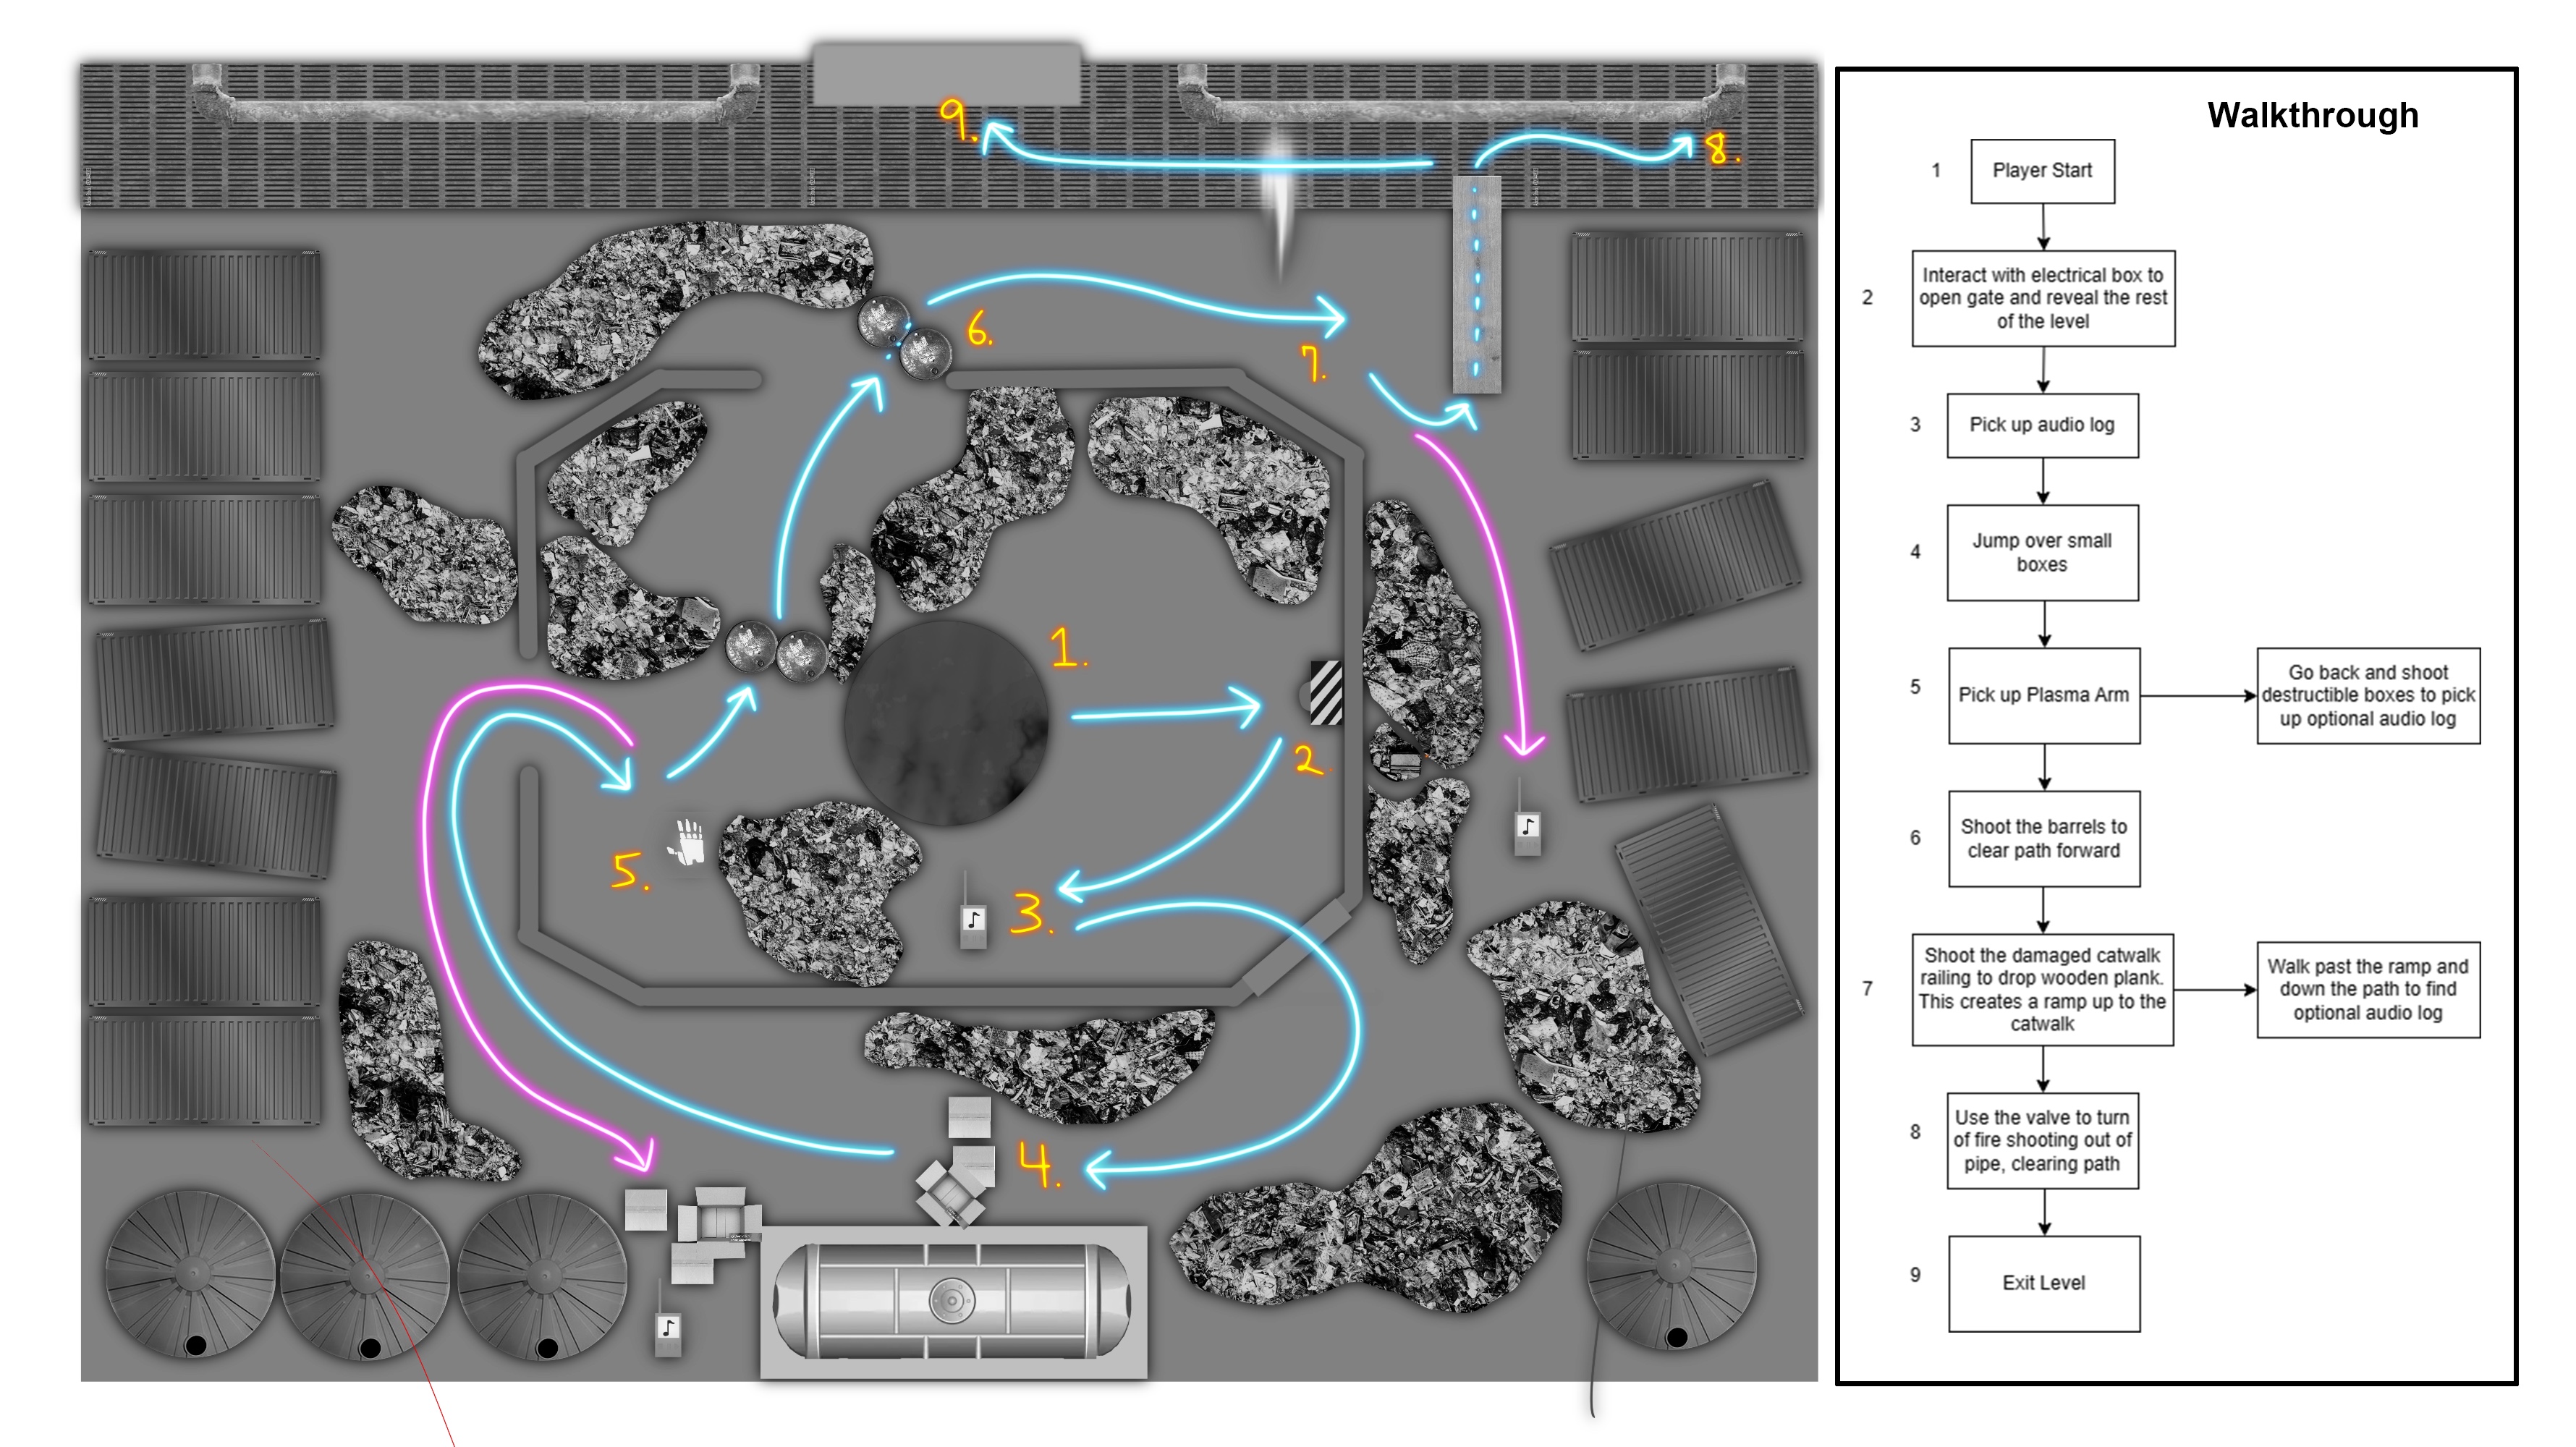 9.
8.
6.
7.
1.
2.
5.
3.
4.
Walkthrough
1
Player Start
2
Interact with electrical box to
open gate and reveal the rest
of the level
3
Pick up audio log
4
Jump over small
boxes
5
Pick up Plasma Arm
Go back and shoot
destructible boxes to pick
up optional audio log
6
Shoot the barrels to
clear path forward
7
Shoot the damaged catwalk
railing to drop wooden plank.
This creates a ramp up to the
catwalk
Walk past the ramp and
down the path to find
optional audio log
8
Use the valve to turn
of fire shooting out of
pipe, clearing path
9
Exit Level